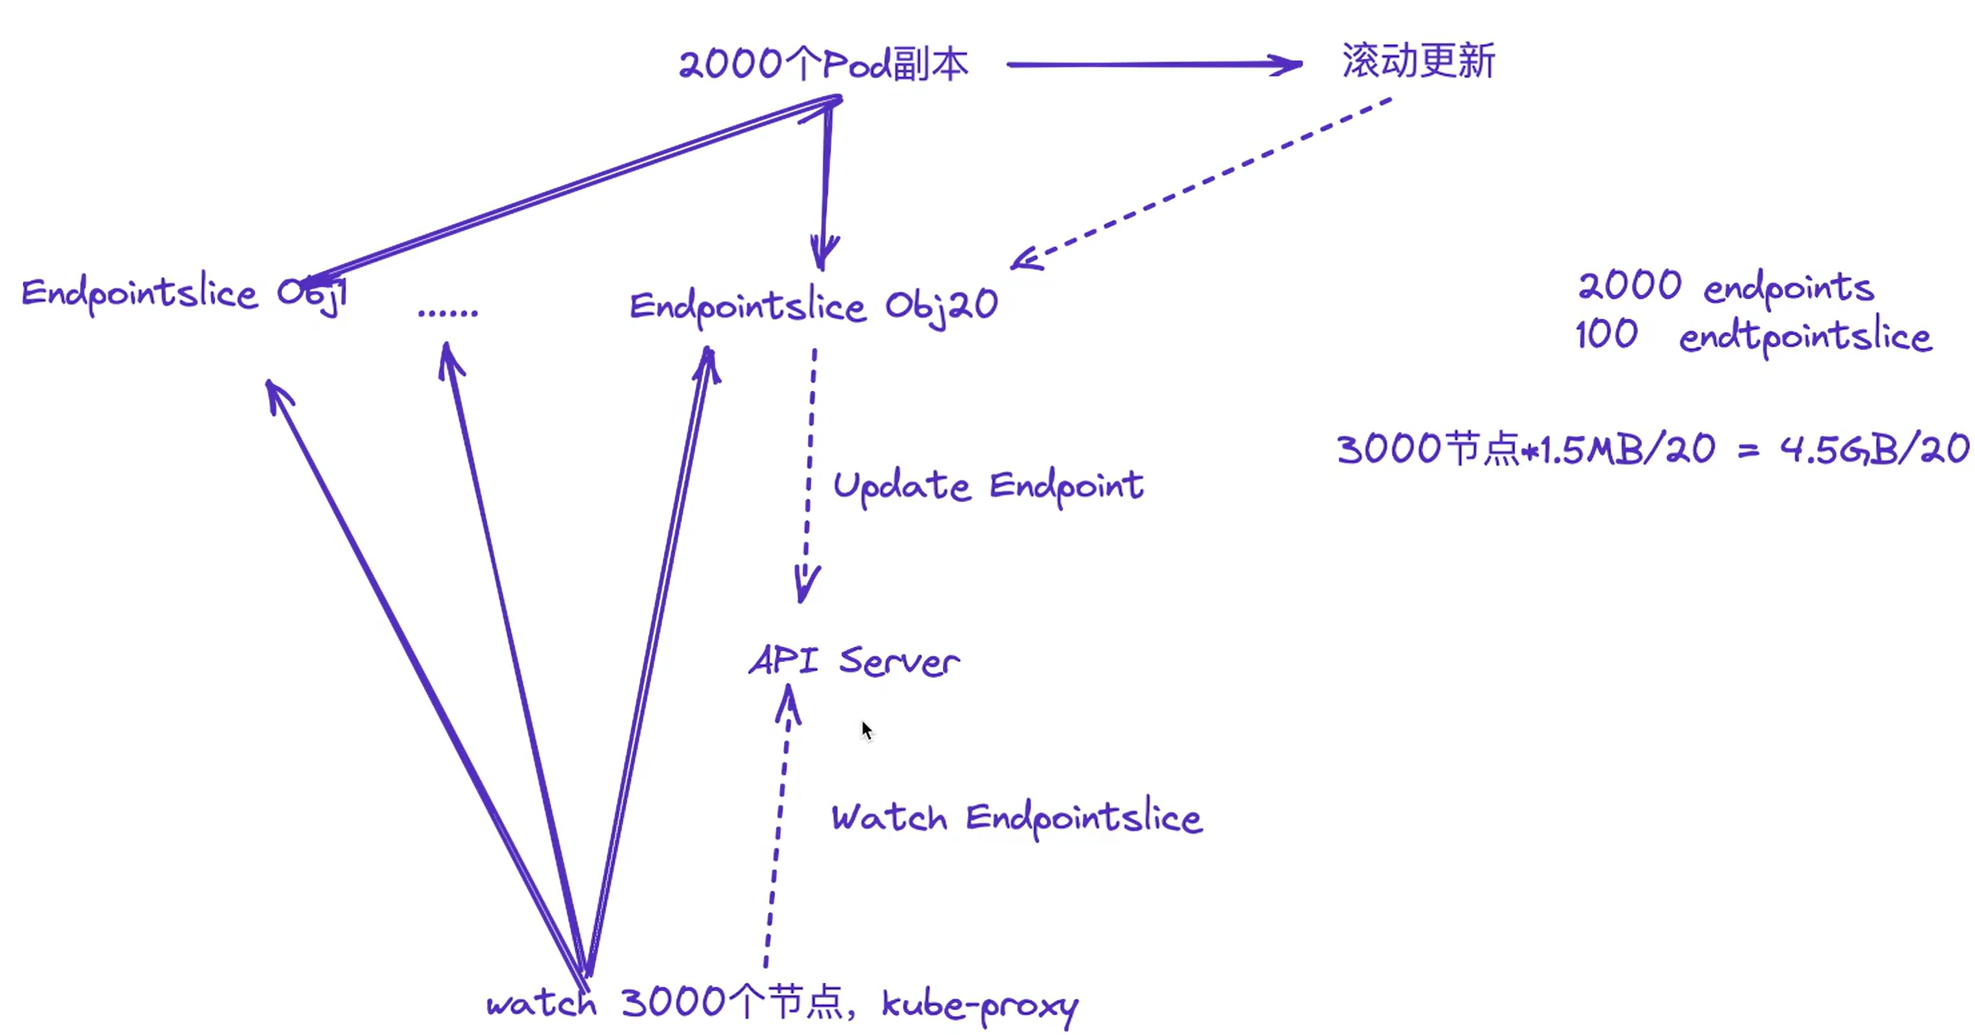 2000个Pod副本
滚动更新
Endpointslice Obj1
......
Endpointslice Obj20
2000 endpoints
100 endtpointslice
3000节点*1.5MB/20 = 4.5GB/20
Update Endpoint
API Server
Watch Endpointslice
watch 3000个节点, kube-proxy